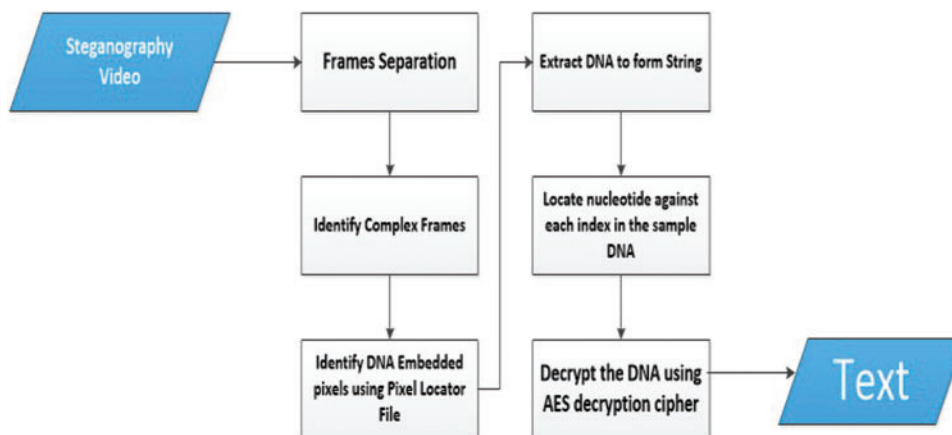 Steganography
Video
Frames Separation
Identify Complex Frames
Identify DNA Embedded
pixels using Pixel Locator
File
Extract DNA to form String
Locate nucleotide against
each index in the sample
DNA
Decrypt the DNA using
AES decryption cipher
Text